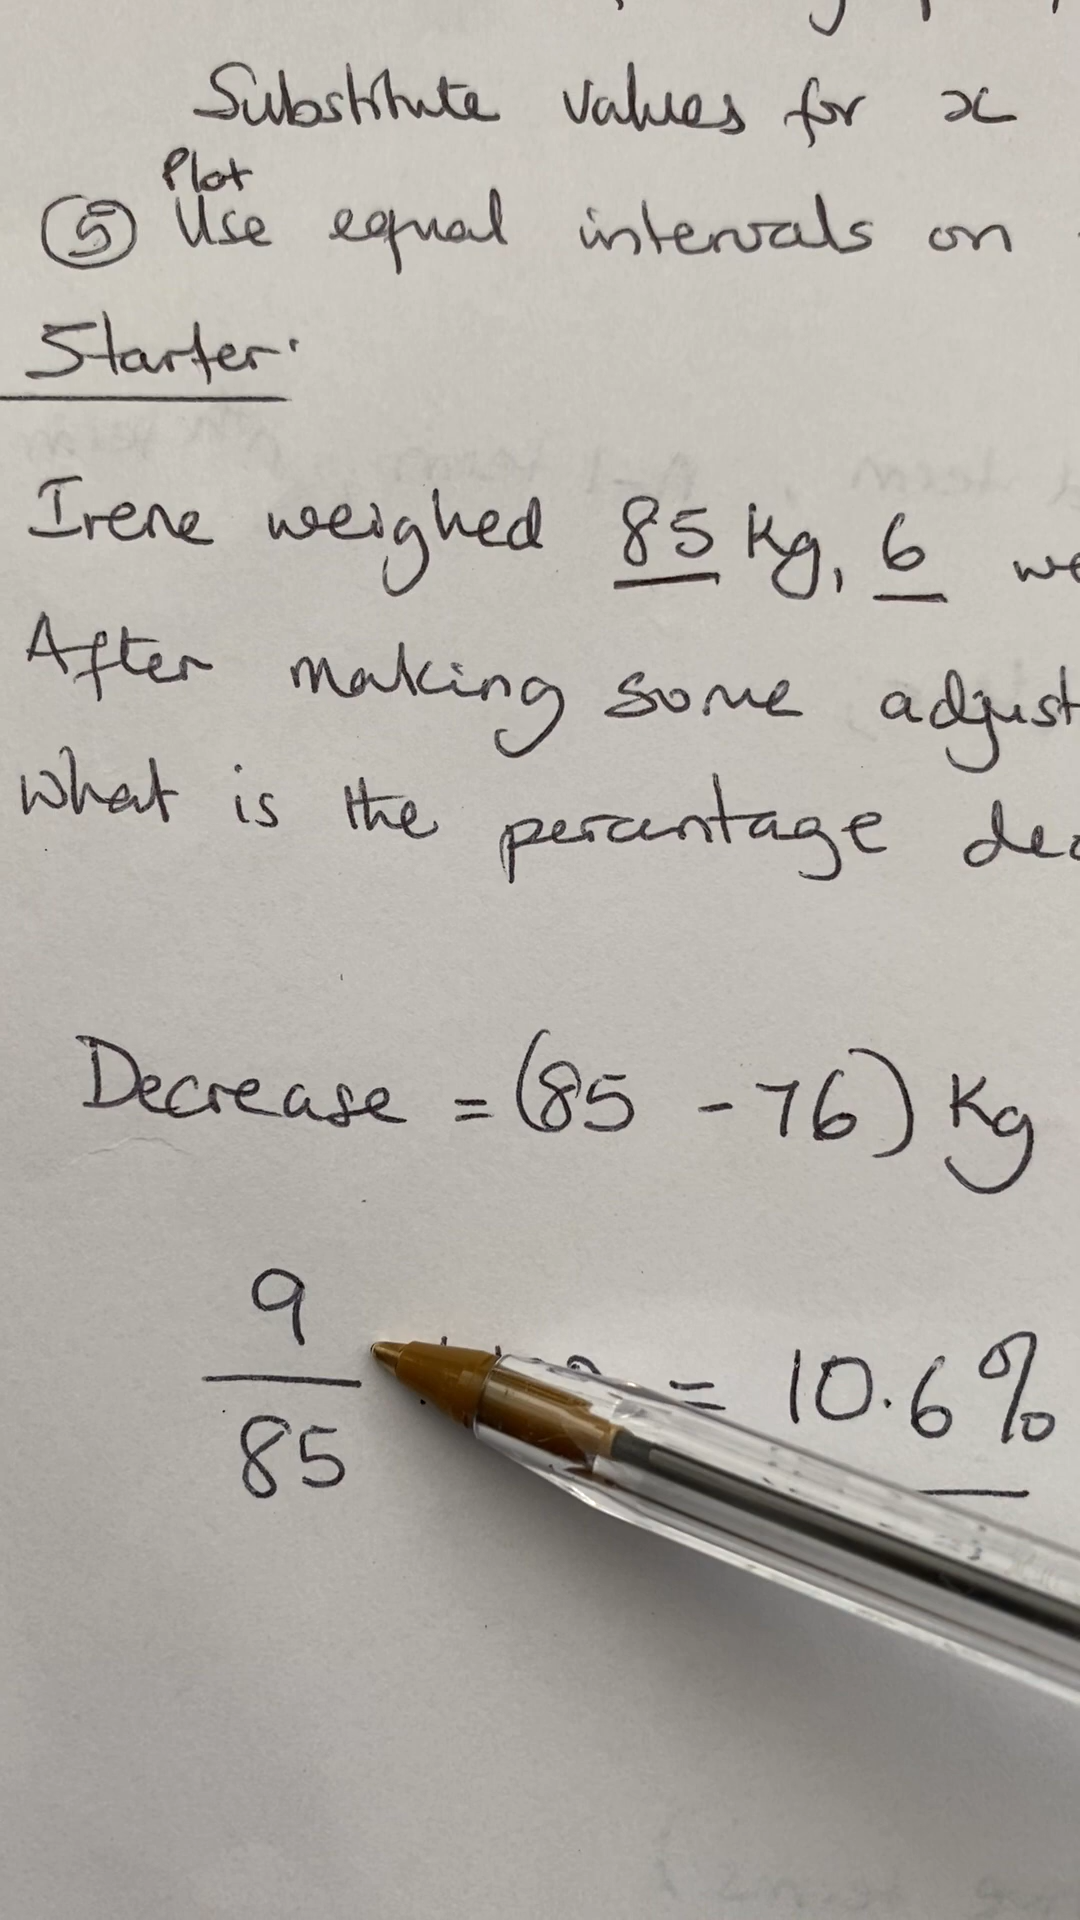 Substitute values for x
Plot
⑤ Use equal intervals on
Starter.
Irene weighed 85 Kg, 6
After making some adjust
What is the percentage dec
Decrease = (85 - 76) Kg
9
= 10.6%
85